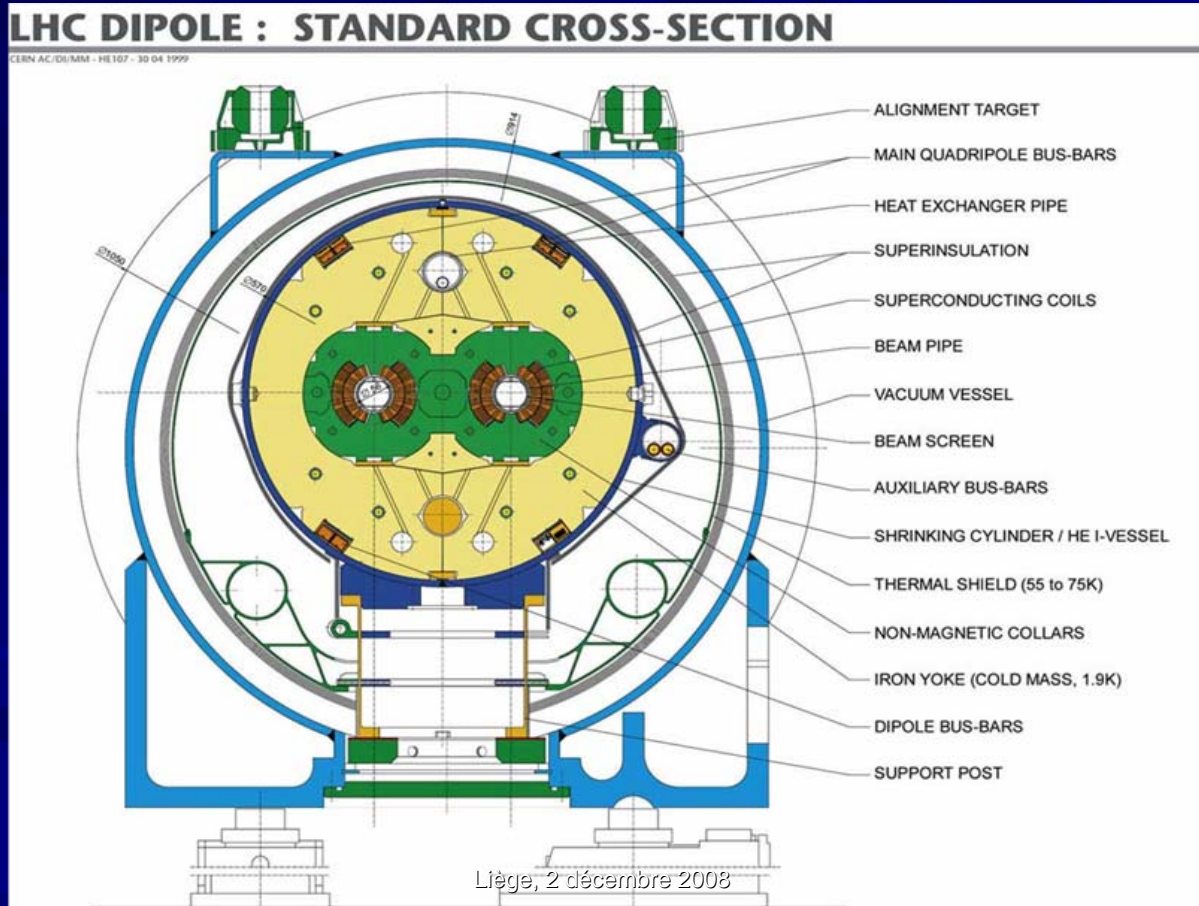 LHC DIPOLE : STANDARD CROSS-SECTION
CERN AC/DI/MM - HE107 - 30 04 1999
ALIGNMENT TARGET
MAIN QUADRIPOLE BUS-BARS
HEAT EXCHANGER PIPE
SUPERINSULATION
SUPERCONDUCTING COILS
BEAM PIPE
VACUUM VESSEL
BEAM SCREEN
AUXILIARY BUS-BARS
SHRINKING CYLINDER / HE I-VESSEL
THERMAL SHIELD (55 to 75K)
NON-MAGNETIC COLLARS
IRON YOKE (COLD MASS, 1.9K)
DIPOLE BUS-BARS
SUPPORT POST
∅914
∅1050
∅570
Liège, 2 décembre 2008